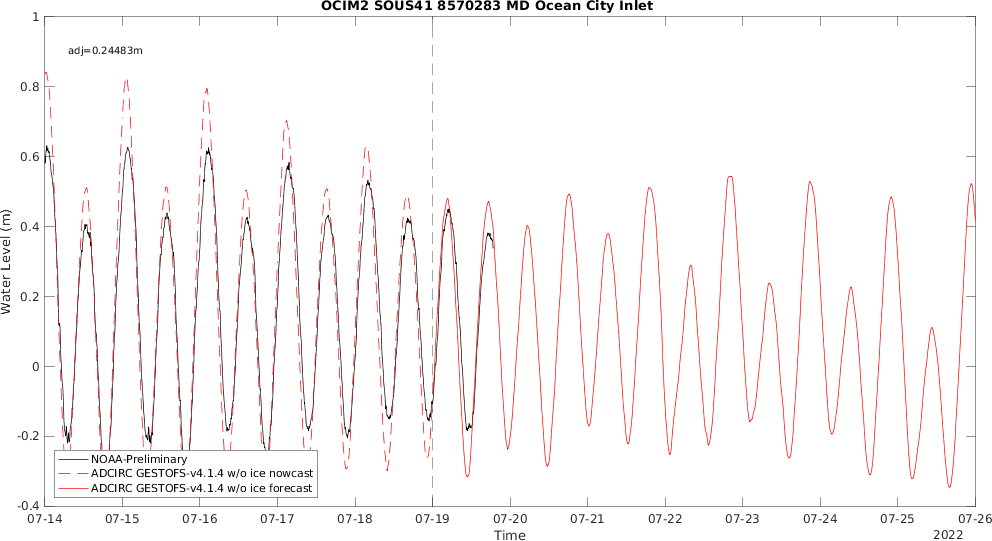 OCIM2 SOUS41 8570283 MD Ocean City Inlet
adj=0.24483m
1
0.8
0.6
0.4
0.2
0
-0.2
-0.4
Water Level (m)
NOAA-Preliminary
ADCIRC GESTOFS-v4.1.4 w/o ice nowcast
ADCIRC GESTOFS-v4.1.4 w/o ice forecast
07-14 07-15 07-16 07-17 07-18 07-19 07-20 07-21 07-22 07-23 07-24 07-25 07-26
Time
2022